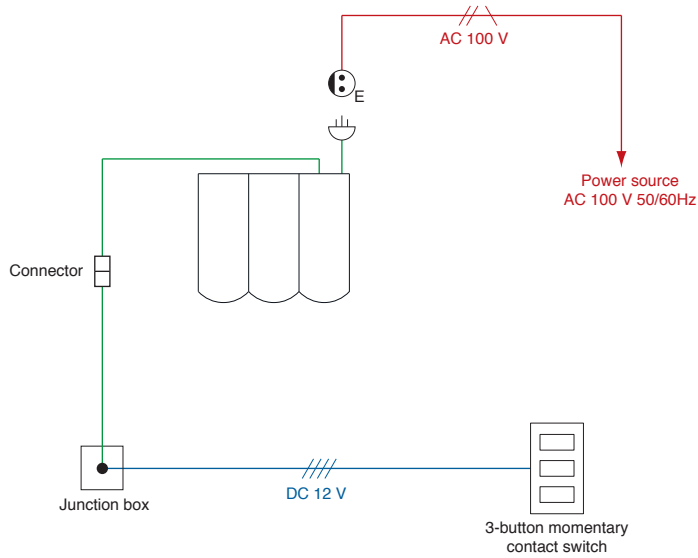 AC 100 V
E
Power source
AC 100 V 50/60Hz
Connector
Junction box
DC 12 V
3-button momentary
contact switch